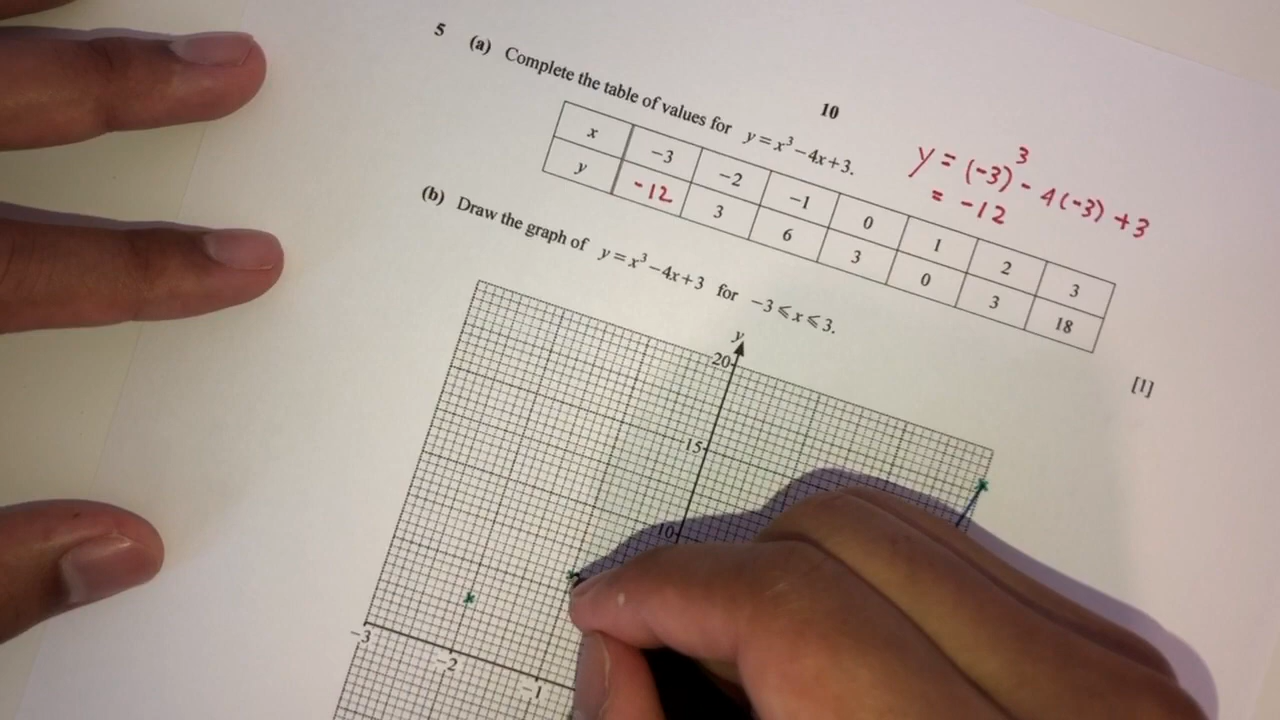 10
5 (a) Complete the table of values for y = x³ – 4x + 3.
y = (-3)³ - 4(-3) + 3
= -12
x –3 –2 –1 0 1 2 3
y -12 3 6 3 0 3 18
[1]
(b) Draw the graph of y = x³ – 4x + 3 for –3 ⩽ x ⩽ 3.
y
20
15
10
–3 –2 –1